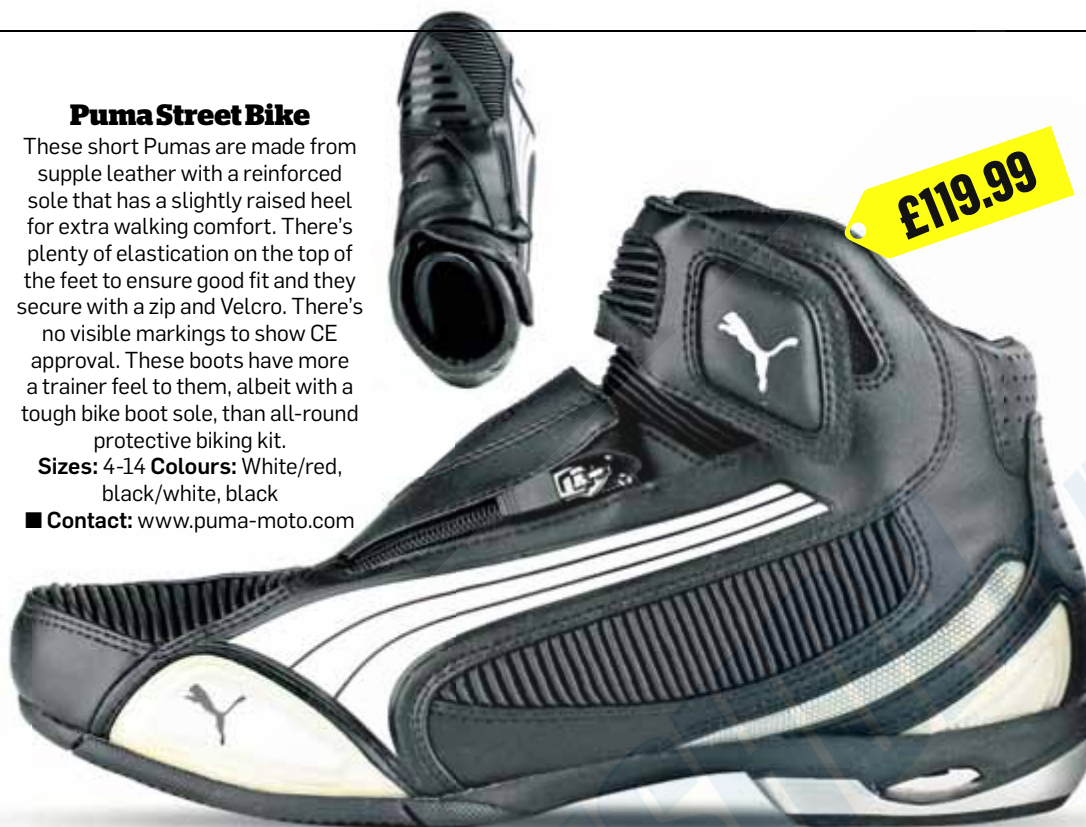 Puma Street Bike
These short Pumas are made from
supple leather with a reinforced
sole that has a slightly raised heel
for extra walking comfort. There's
plenty of elastication on the top of
the feet to ensure good fit and they
secure with a zip and Velcro. There's
no visible markings to show CE
approval. These boots have more
a trainer feel to them, albeit with a
tough bike boot sole, than all-round
protective biking kit.
Sizes: 4-14 Colours: White/red,
black/white, black
■ Contact: www.puma-moto.com
£119.99